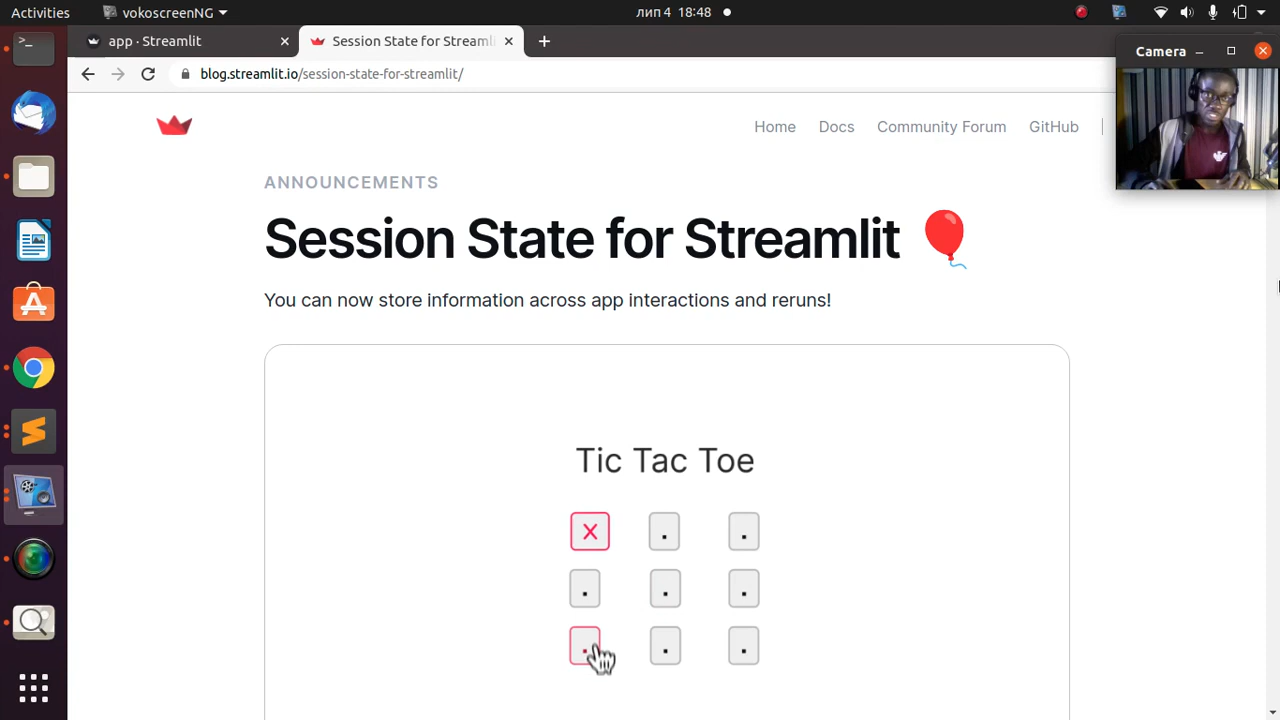 Activities
vokoscreenNG
лип 4 18:48
app · Streamlit
Session State for Streaml
blog.streamlit.io/session-state-for-streamlit/
Camera
Home
Docs
Community Forum
GitHub
ANNOUNCEMENTS
Session State for Streamlit 🎈
You can now store information across app interactions and reruns!
Tic Tac Toe
X . .
. . .
. . .